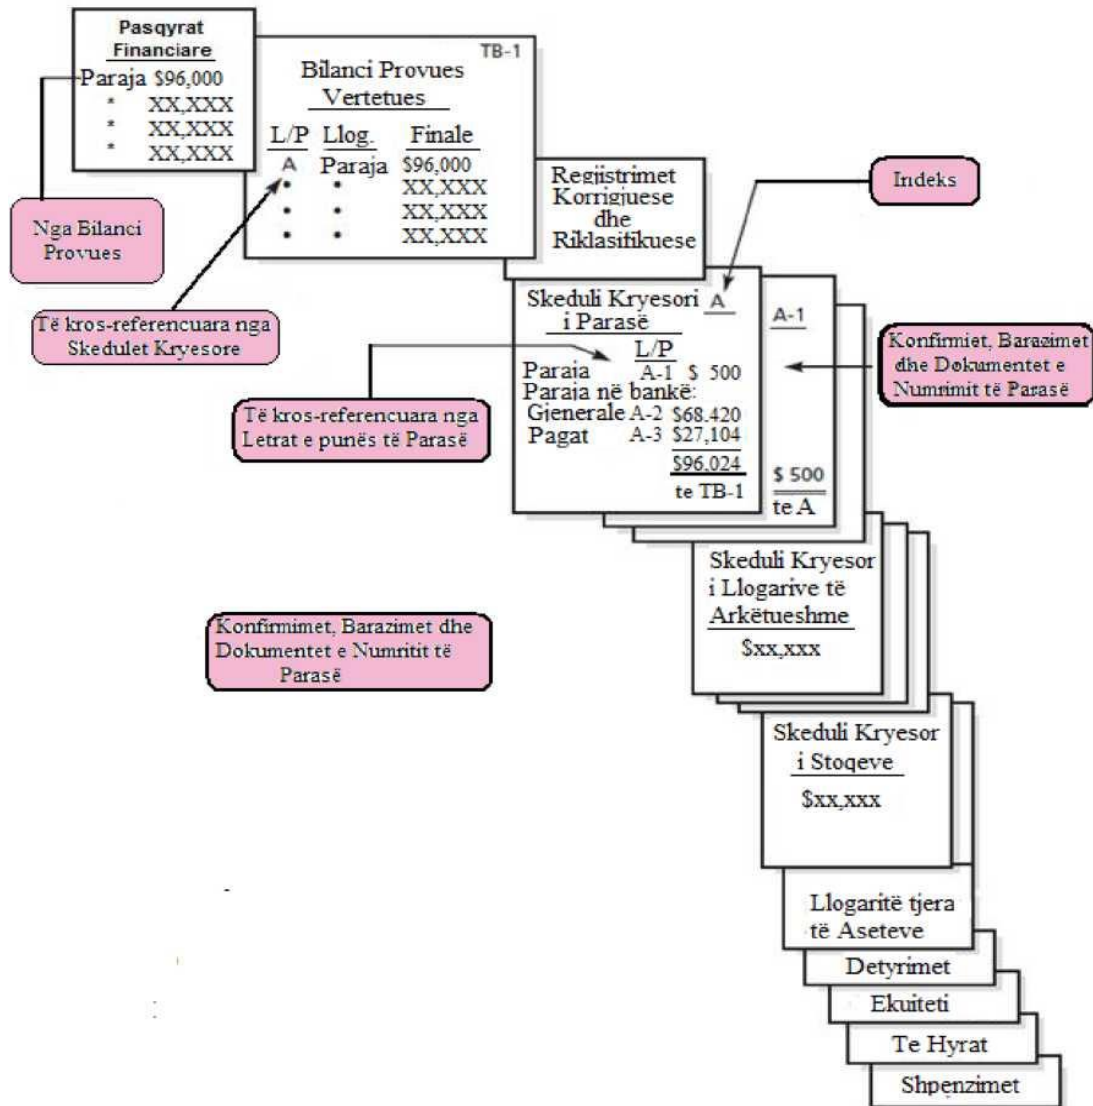 Pasqyrat
Financiare
Paraja $96,000
* XX,XXX
* XX,XXX
* XX,XXX
TB-1
Bilanci Provues
Vertetues
L/P Llog. Finale
A Paraja $96,000
• • XX,XXX
• • XX,XXX
• • XX,XXX
Nga Bilanci
Provues
Të kros-referencuara nga
Skedulet Kryesore
Regjistrimet
Korrigjuese
dhe
Riklasifikuese
Indeks
Skeduli Kryesori A
i Parasë
L/P
Paraja A-1 $ 500
Paraja në bankë:
Gjenerale A-2 $68.420
Pagat A-3 $27,104
$96,024
te TB-1
A-1
$ 500
te A
Të kros-referencuara nga
Letrat e punës të Parasë
Konfirmiet, Barazimet
dhe Dokumentet e
Numrimit të Parasë
Skeduli Kryesor
i Llogarive të
Arkëtueshme
$xx,xxx
Konfirmimet, Barazimet dhe
Dokumentet e Numritit të
Parasë
Skeduli Kryesor
i Stoqeve
$xx,xxx
Llogaritë tjera
të Aseteve
Detyrimet
Ekuiteti
Te Hyrat
Shpenzimet